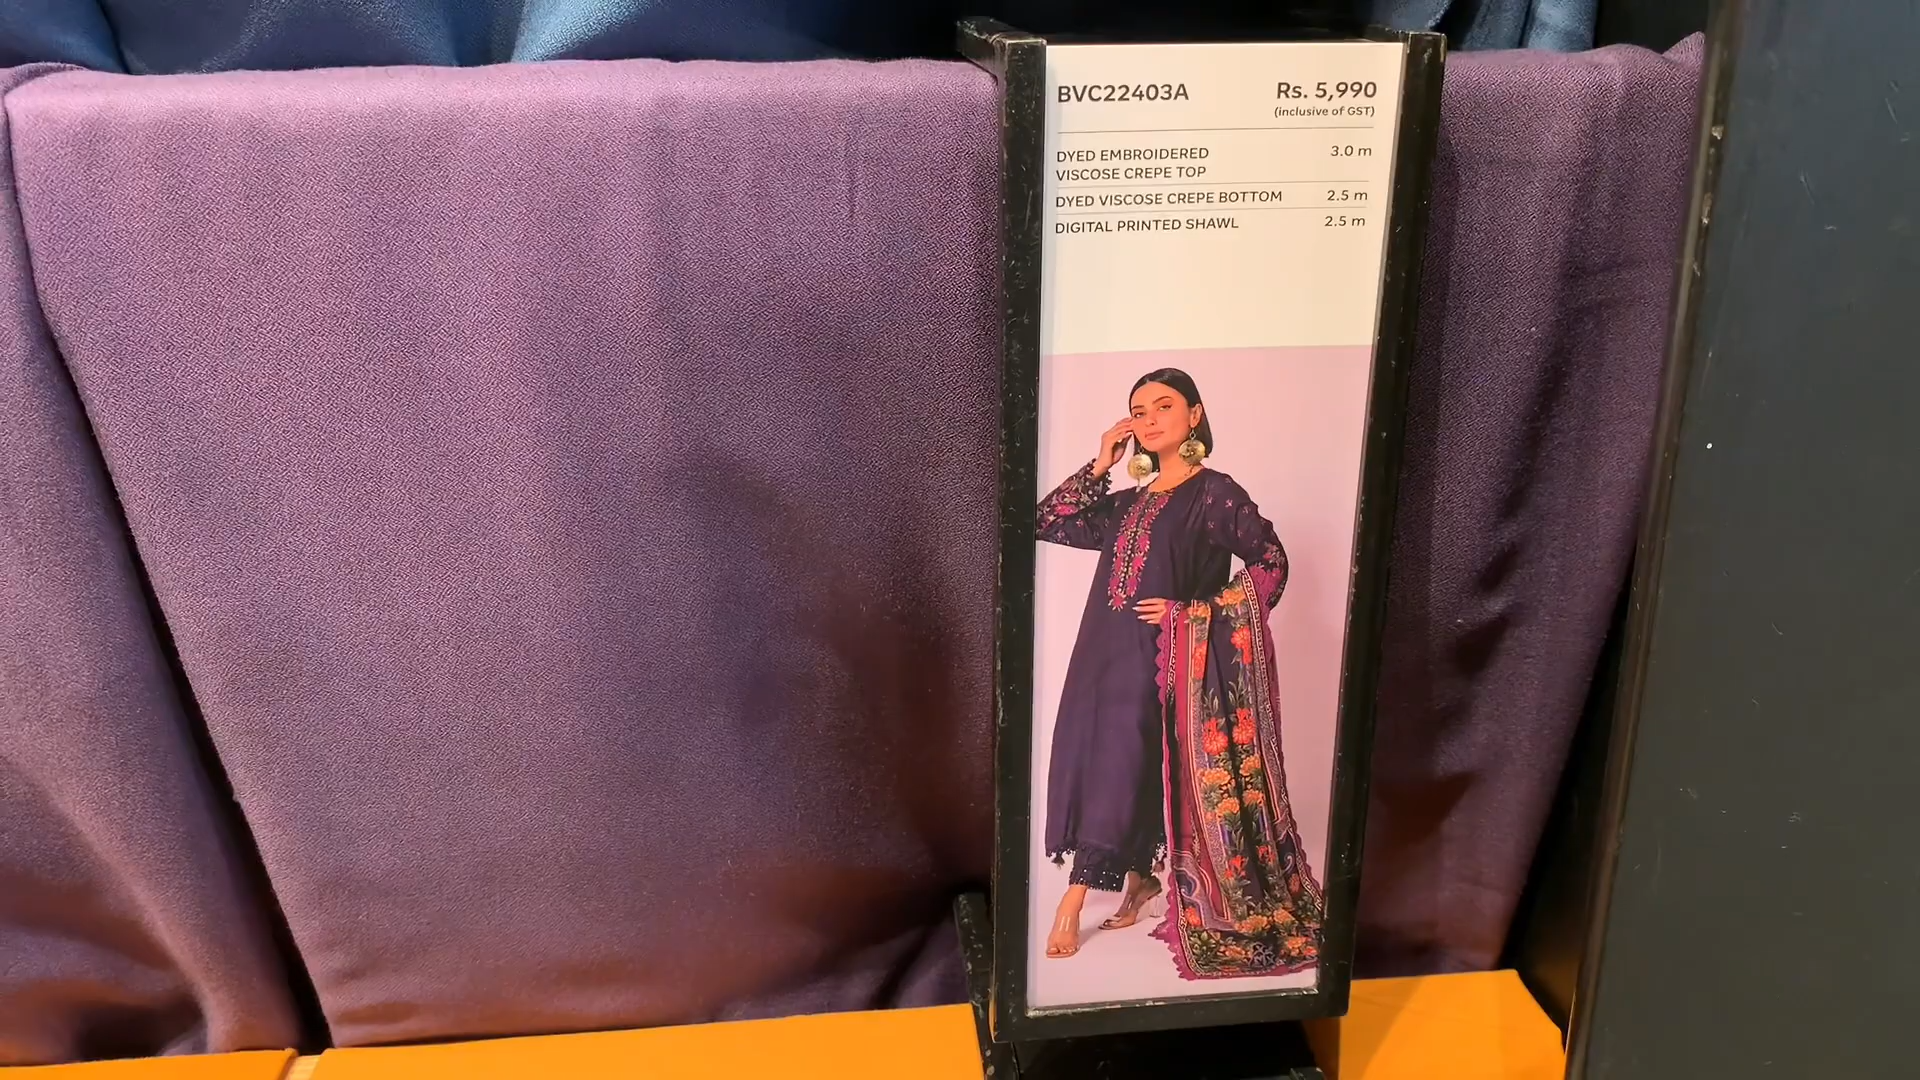 BVC22403A Rs. 5,990
(inclusive of GST)
DYED EMBROIDERED 3.0 m
VISCOSE CREPE TOP
DYED VISCOSE CREPE BOTTOM 2.5 m
DIGITAL PRINTED SHAWL 2.5 m